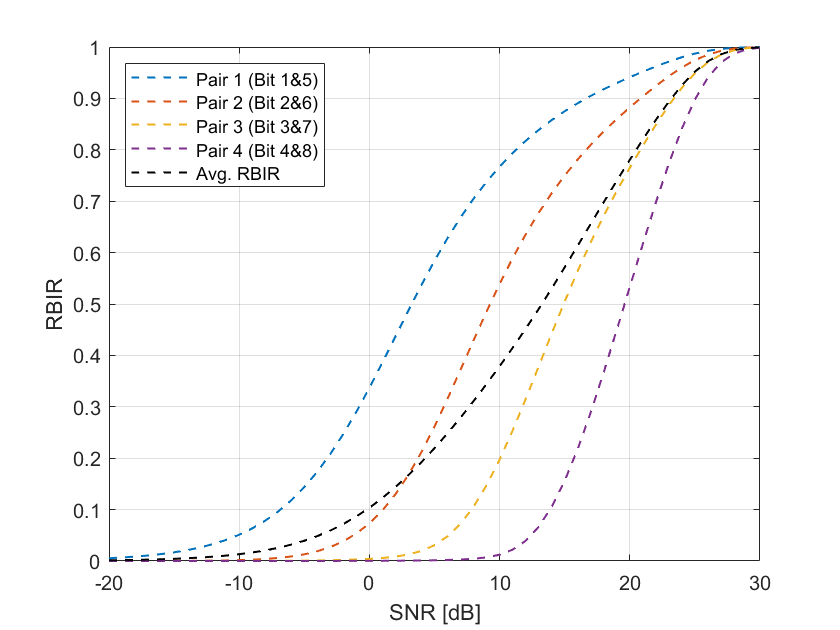 1
0.9
0.8
0.7
0.6
0.5
0.4
0.3
0.2
0.1
0
RBIR
Pair 1 (Bit 1&5)
Pair 2 (Bit 2&6)
Pair 3 (Bit 3&7)
Pair 4 (Bit 4&8)
Avg. RBIR
-20 -10 0 10 20 30
SNR [dB]